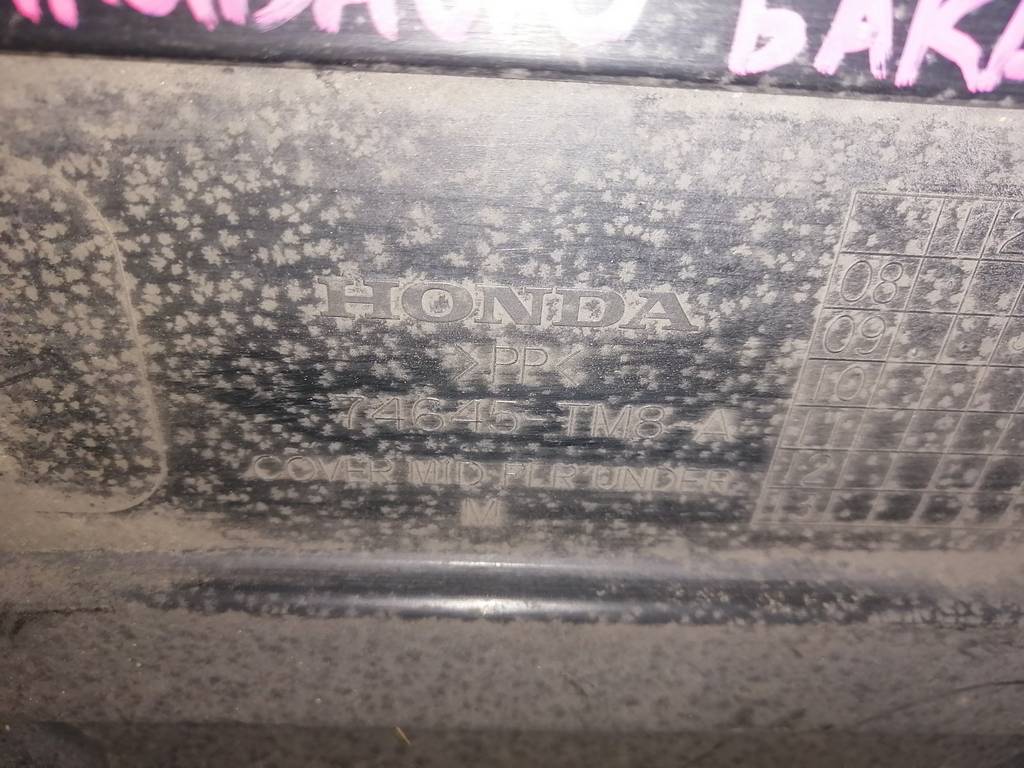 HONDA
>PP<
74645-TM8-A
COVER MID FLR UNDER
M
08
09
10
11
12
13